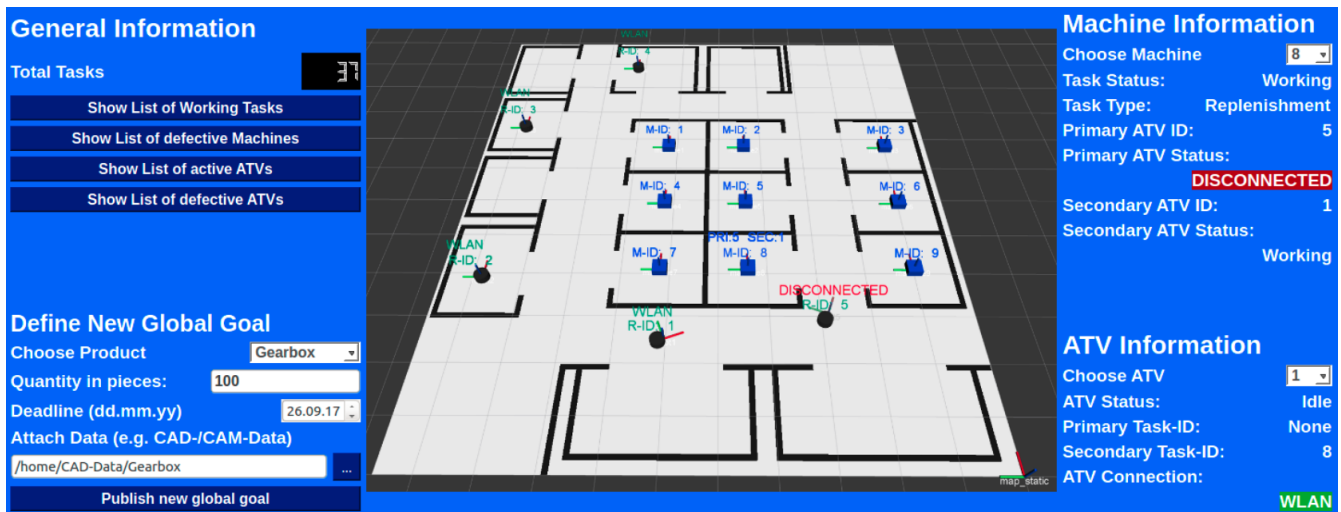 General Information
Total Tasks 37
Show List of Working Tasks
Show List of defective Machines
Show List of active ATVs
Show List of defective ATVs
Define New Global Goal
Choose Product Gearbox
Quantity in pieces: 100
Deadline (dd.mm.yy) 26.09.17
Attach Data (e.g. CAD-/CAM-Data)
/home/CAD-Data/Gearbox ...
Publish new global goal
WLAN
R-ID: 4
WLAN
R-ID: 3
M-ID: 1
M-ID: 2
M-ID: 3
M-ID: 4
M-ID: 5
M-ID: 6
WLAN
R-ID: 2
M-ID: 7
PRI:5 SEC:1
M-ID: 8
M-ID: 9
DISCONNECTED
R-ID: 5
WLAN
R-ID: 1
map_static
Machine Information
Choose Machine 8
Task Status: Working
Task Type: Replenishment
Primary ATV ID: 5
Primary ATV Status:
DISCONNECTED
Secondary ATV ID: 1
Secondary ATV Status:
Working
ATV Information
Choose ATV 1
ATV Status: Idle
Primary Task-ID: None
Secondary Task-ID: 8
ATV Connection:
WLAN